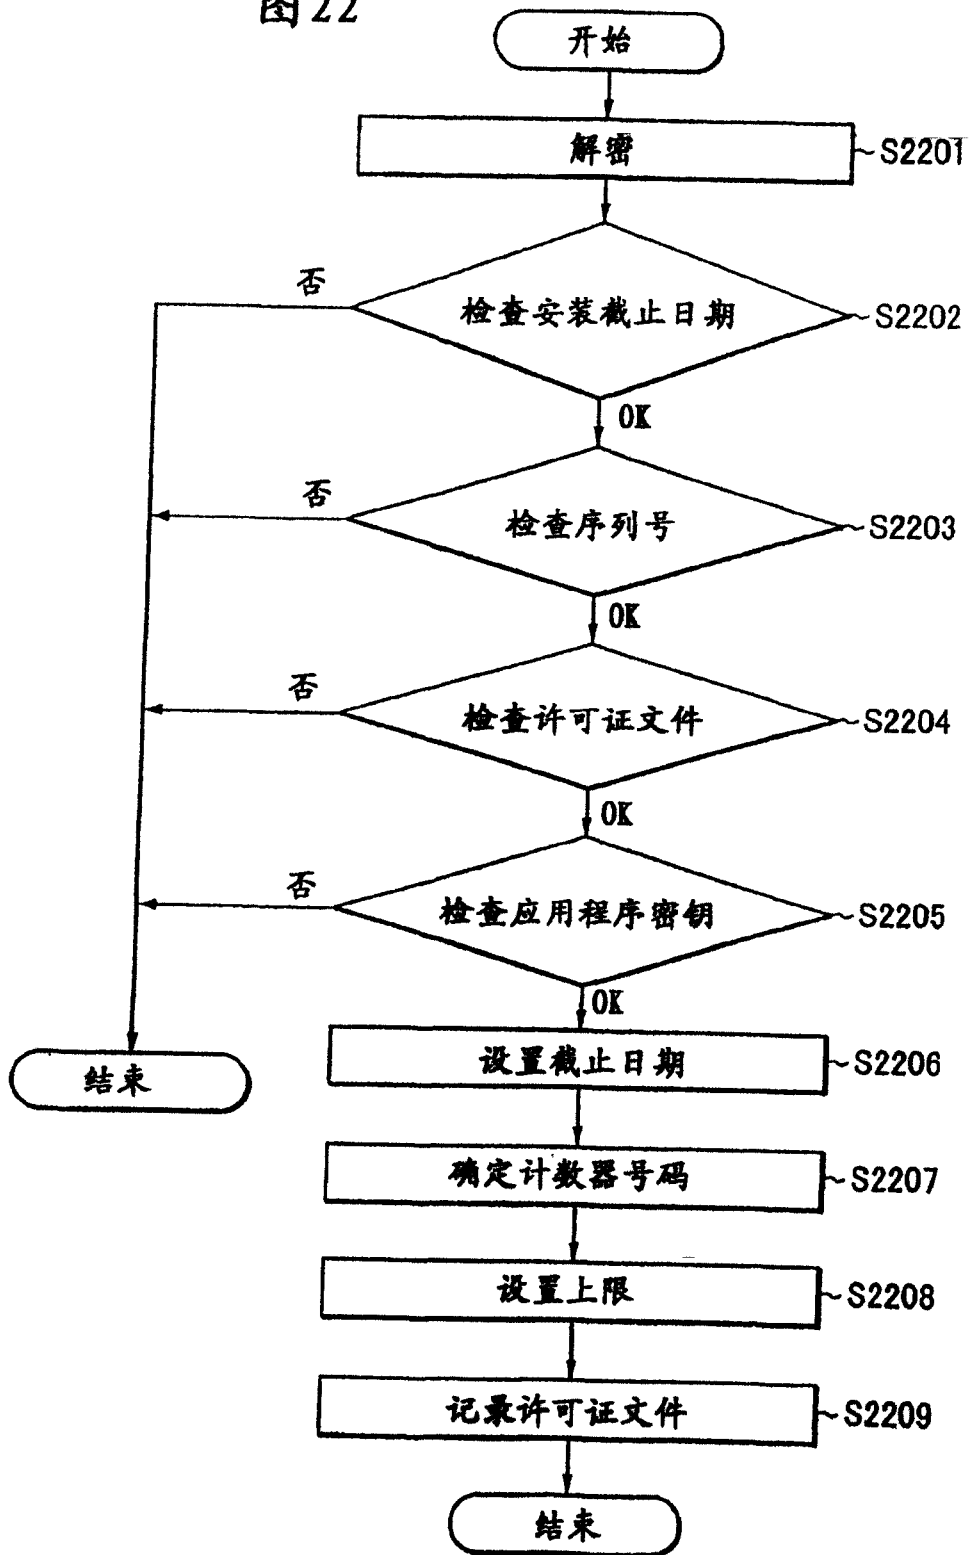 图22
开始
解密
S2201
否
检查安装截止日期
S2202
OK
否
检查序列号
S2203
OK
否
检查许可证文件
S2204
OK
否
检查应用程序密钥
S2205
OK
设置截止日期
S2206
结束
确定计数器号码
S2207
设置上限
S2208
记录许可证文件
S2209
结束